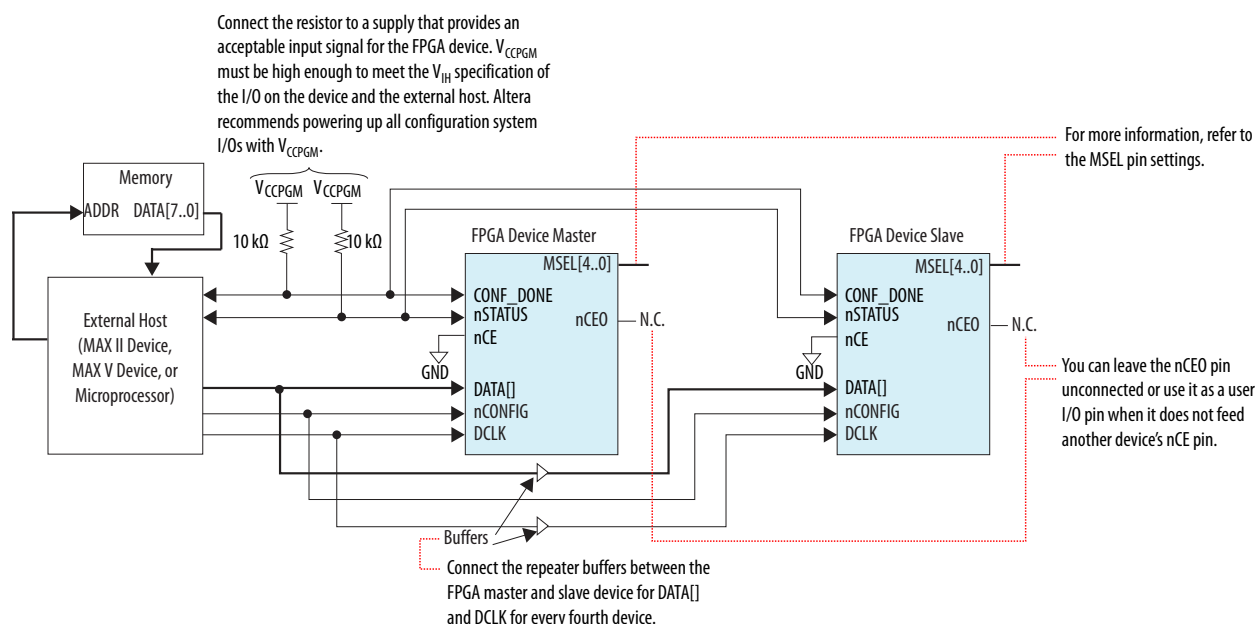 Connect the resistor to a supply that provides an
acceptable input signal for the FPGA device. VCCPGM
must be high enough to meet the VIH specification of
the I/O on the device and the external host. Altera
recommends powering up all configuration system
I/Os with VCCPGM.
For more information, refer to
the MSEL pin settings.
Memory
ADDR DATA[7..0]
VCCPGM VCCPGM
10 kΩ 10 kΩ
External Host
(MAX II Device,
MAX V Device, or
Microprocessor)
FPGA Device Master
MSEL[4..0]
CONF_DONE
nSTATUS
nCE
nCEO
N.C.
GND
DATA[]
nCONFIG
DCLK
FPGA Device Slave
MSEL[4..0]
CONF_DONE
nSTATUS
nCE
nCEO
N.C.
GND
DATA[]
nCONFIG
DCLK
You can leave the nCEO pin
unconnected or use it as a user
I/O pin when it does not feed
another device's nCE pin.
Buffers
Connect the repeater buffers between the
FPGA master and slave device for DATA[]
and DCLK for every fourth device.